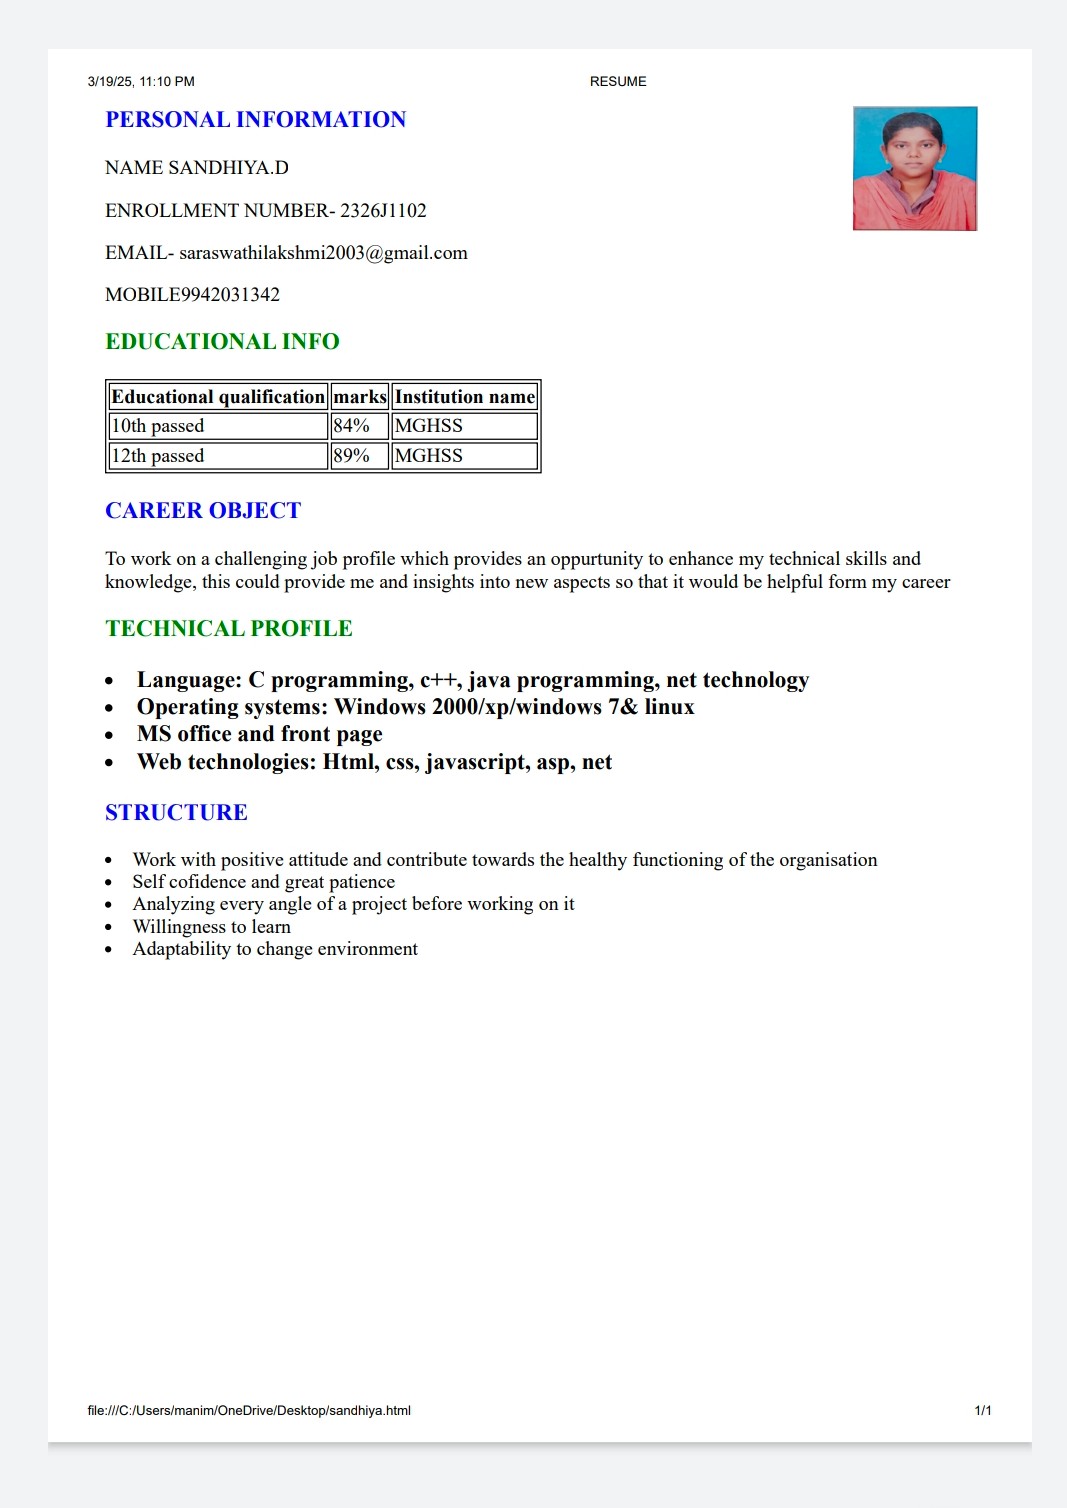 3/19/25, 11:10 PM RESUME
PERSONAL INFORMATION
NAME SANDHIYA.D
ENROLLMENT NUMBER- 2326J1102
EMAIL- saraswathilakshmi2003@gmail.com
MOBILE9942031342
EDUCATIONAL INFO
Educational qualification marks Institution name
10th passed 84% MGHSS
12th passed 89% MGHSS
CAREER OBJECT
To work on a challenging job profile which provides an oppurtunity to enhance my technical skills and
knowledge, this could provide me and insights into new aspects so that it would be helpful form my career
TECHNICAL PROFILE
• Language: C programming, c++, java programming, net technology
• Operating systems: Windows 2000/xp/windows 7& linux
• MS office and front page
• Web technologies: Html, css, javascript, asp, net
STRUCTURE
• Work with positive attitude and contribute towards the healthy functioning of the organisation
• Self cofidence and great patience
• Analyzing every angle of a project before working on it
• Willingness to learn
• Adaptability to change environment
file:///C:/Users/manim/OneDrive/Desktop/sandhiya.html 1/1